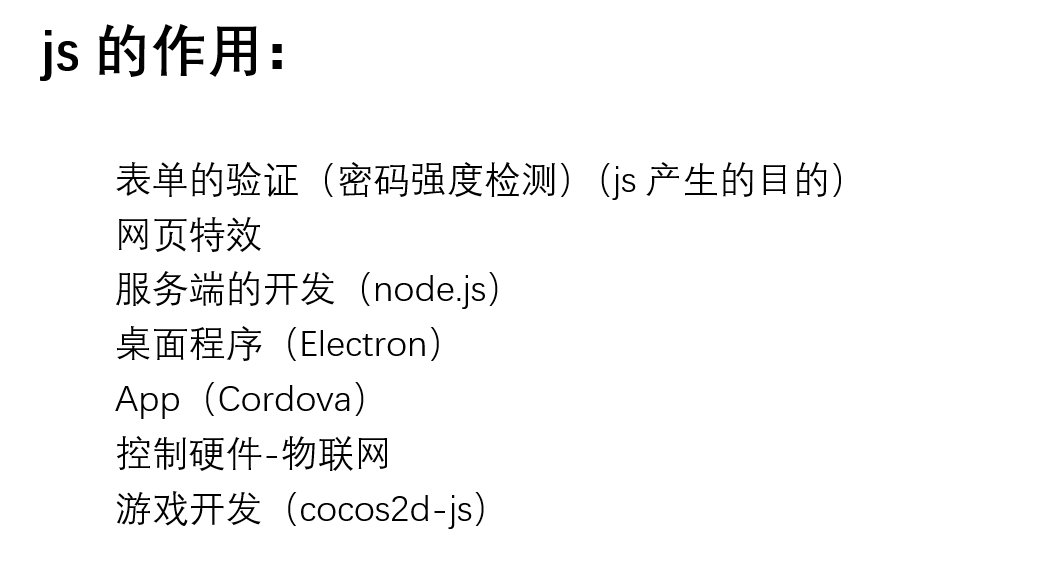 js 的作用：
表单的验证（密码强度检测）（js 产生的目的）
网页特效
服务端的开发（node.js）
桌面程序（Electron）
App（Cordova）
控制硬件-物联网
游戏开发（cocos2d-js）